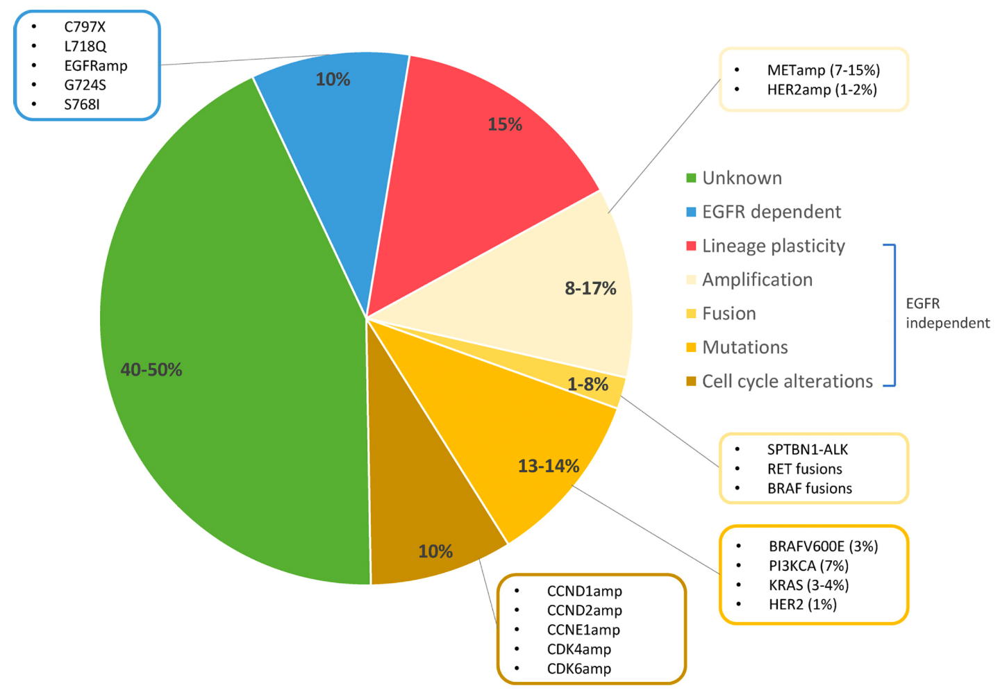 • C797X
• L718Q
• EGFRamp
• G724S
• S768I
10%
15%
• METamp (7-15%)
• HER2amp (1-2%)
Unknown
EGFR dependent
Lineage plasticity
Amplification
Fusion
Mutations
Cell cycle alterations
EGFR
independent
8-17%
40-50%
1-8%
13-14%
10%
• SPTBN1-ALK
• RET fusions
• BRAF fusions
• BRAFV600E (3%)
• PI3KCA (7%)
• KRAS (3-4%)
• HER2 (1%)
• CCND1amp
• CCND2amp
• CCNE1amp
• CDK4amp
• CDK6amp